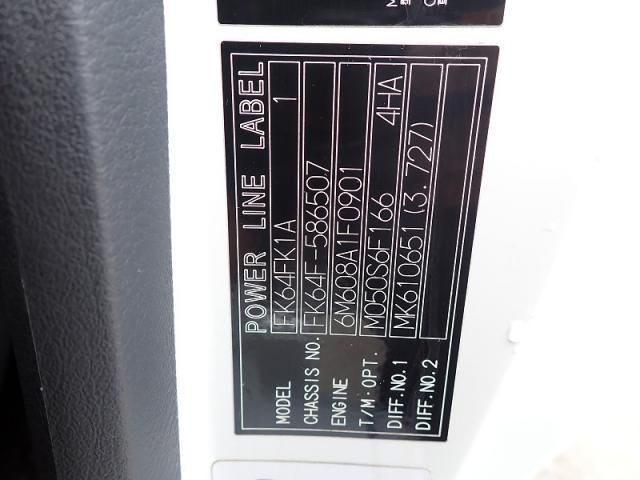 POWER LINE LABEL
MODEL FK64FK1A 1
CHASSIS NO. FK64F-586507
ENGINE 6M608A1F0901
T/M·OPT. M050S6F166 4HA
DIFF.NO.1 MK610651(3.727)
DIFF.NO.2